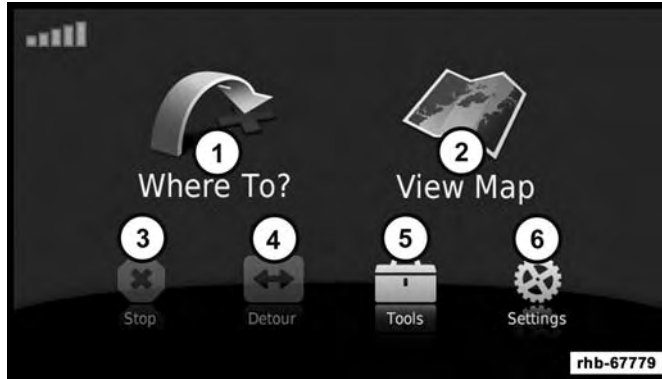 1
2
Where To?
View Map
3
4
5
6
Stop
Detour
Tools
Settings
rhb-67779